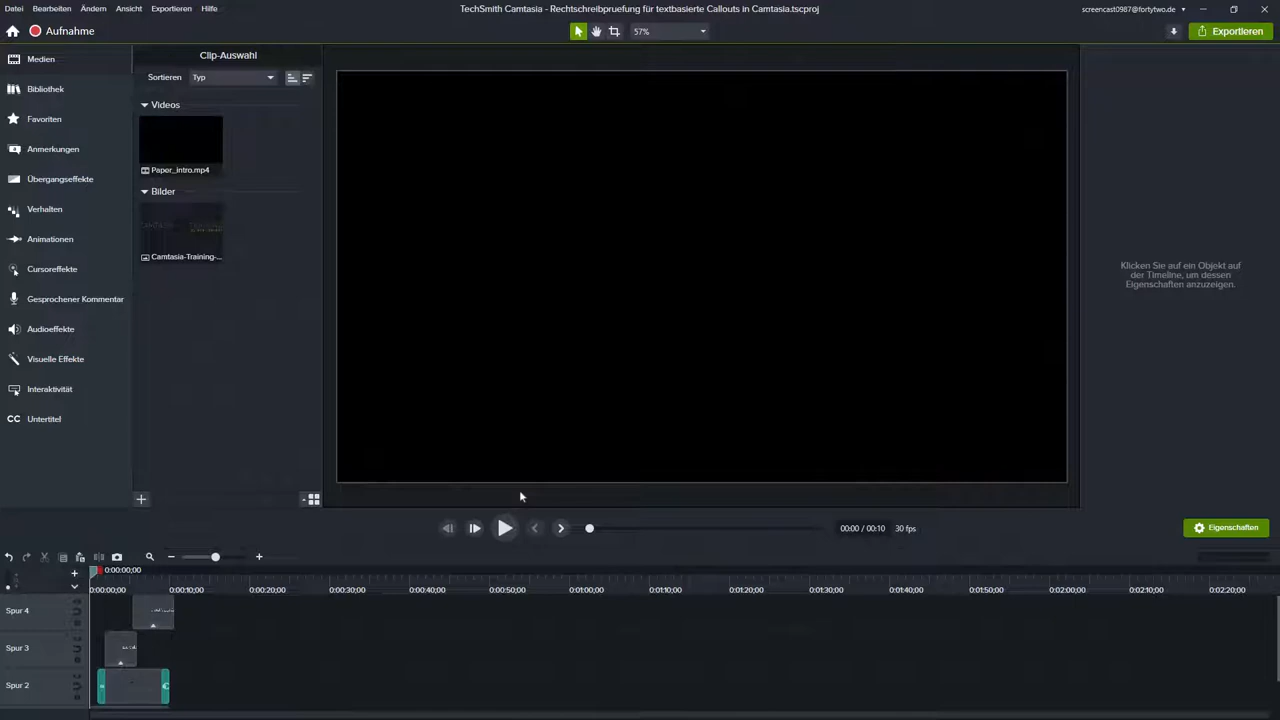 Datei Bearbeiten Ändern Ansicht Exportieren Hilfe
TechSmith Camtasia - Rechtschreibpruefung für textbasierte Callouts in Camtasia.tscproj
screencast0987@fortytwo.de
Aufnahme
57%
Exportieren
Medien
Bibliothek
Favoriten
Anmerkungen
Übergangseffekte
Verhalten
Animationen
Cursoreffekte
Gesprochener Kommentar
Audioeffekte
Visuelle Effekte
Interaktivität
CC Untertitel
Clip-Auswahl
Sortieren Typ
Videos
Paper_intro.mp4
Bilder
Camtasia-Training-...
Klicken Sie auf ein Objekt auf
der Timeline, um dessen
Eigenschaften anzuzeigen.
00:00 / 00:10 30 fps
Eigenschaften
0:00:00;00
0:00:00;00 0:00:10;00 0:00:20;00 0:00:30;00 0:00:40;00 0:00:50;00 0:01:00;00 0:01:10;00 0:01:20;00 0:01:30;00 0:01:40;00 0:01:50;00 0:02:00;00 0:02:10;00 0:02:20;00
Spur 4
Spur 3
Spur 2